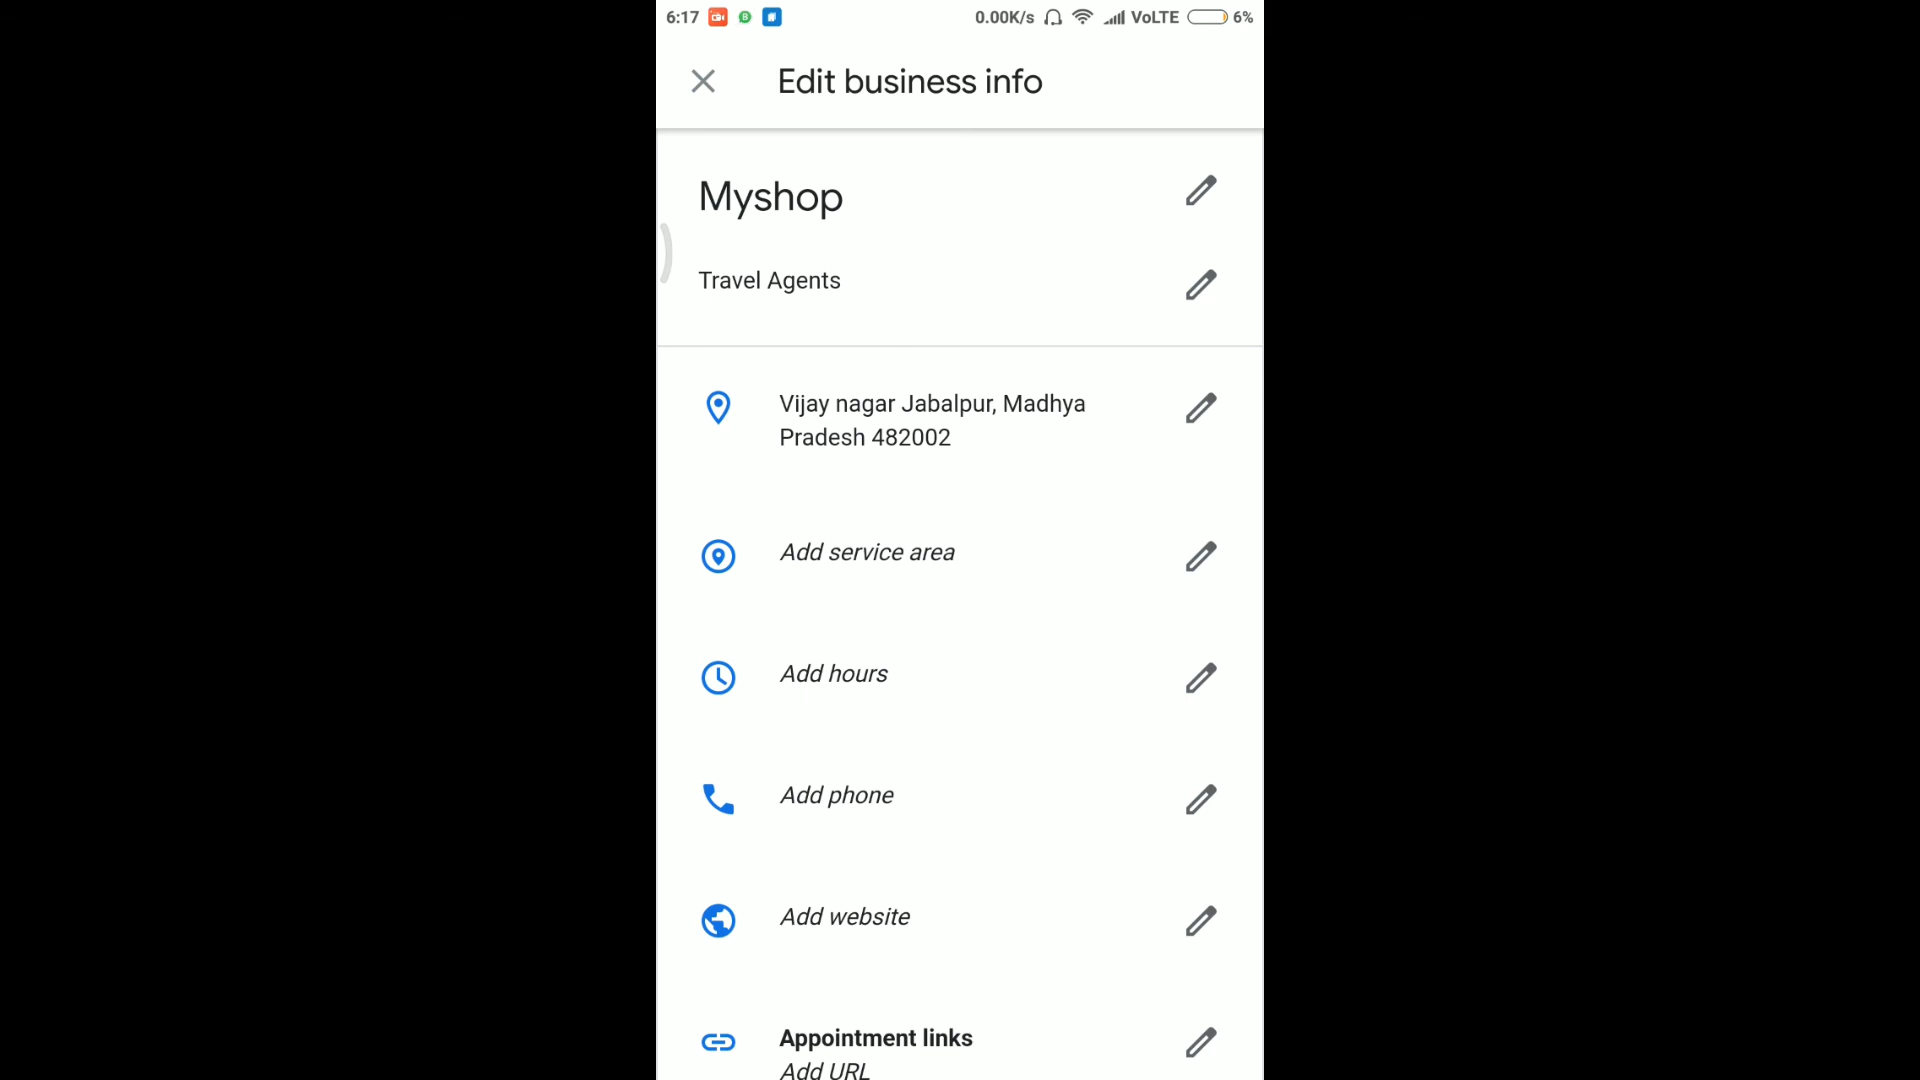 6:17 0.00K/s VoLTE 6%
Edit business info
Myshop
Travel Agents
Vijay nagar Jabalpur, Madhya
Pradesh 482002
Add service area
Add hours
Add phone
Add website
Appointment links
Add URL